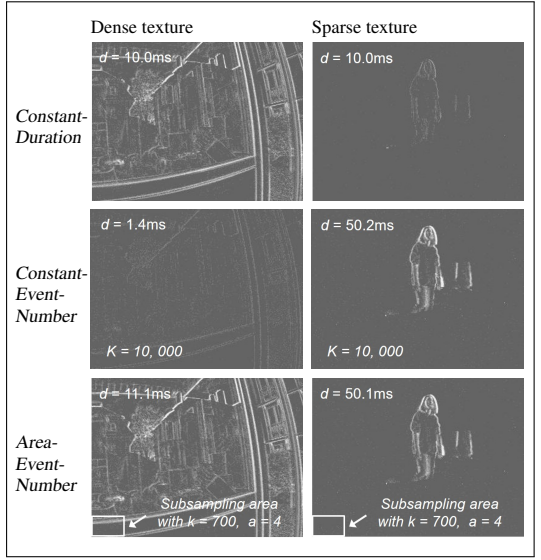 Dense texture
Sparse texture
Constant-
Duration
d = 10.0ms
d = 10.0ms
Constant-
Event-
Number
d = 1.4ms
K = 10, 000
d = 50.2ms
K = 10, 000
Area-
Event-
Number
d = 11.1ms
Subsampling area
with k = 700, a = 4
d = 50.1ms
Subsampling area
with k = 700, a = 4